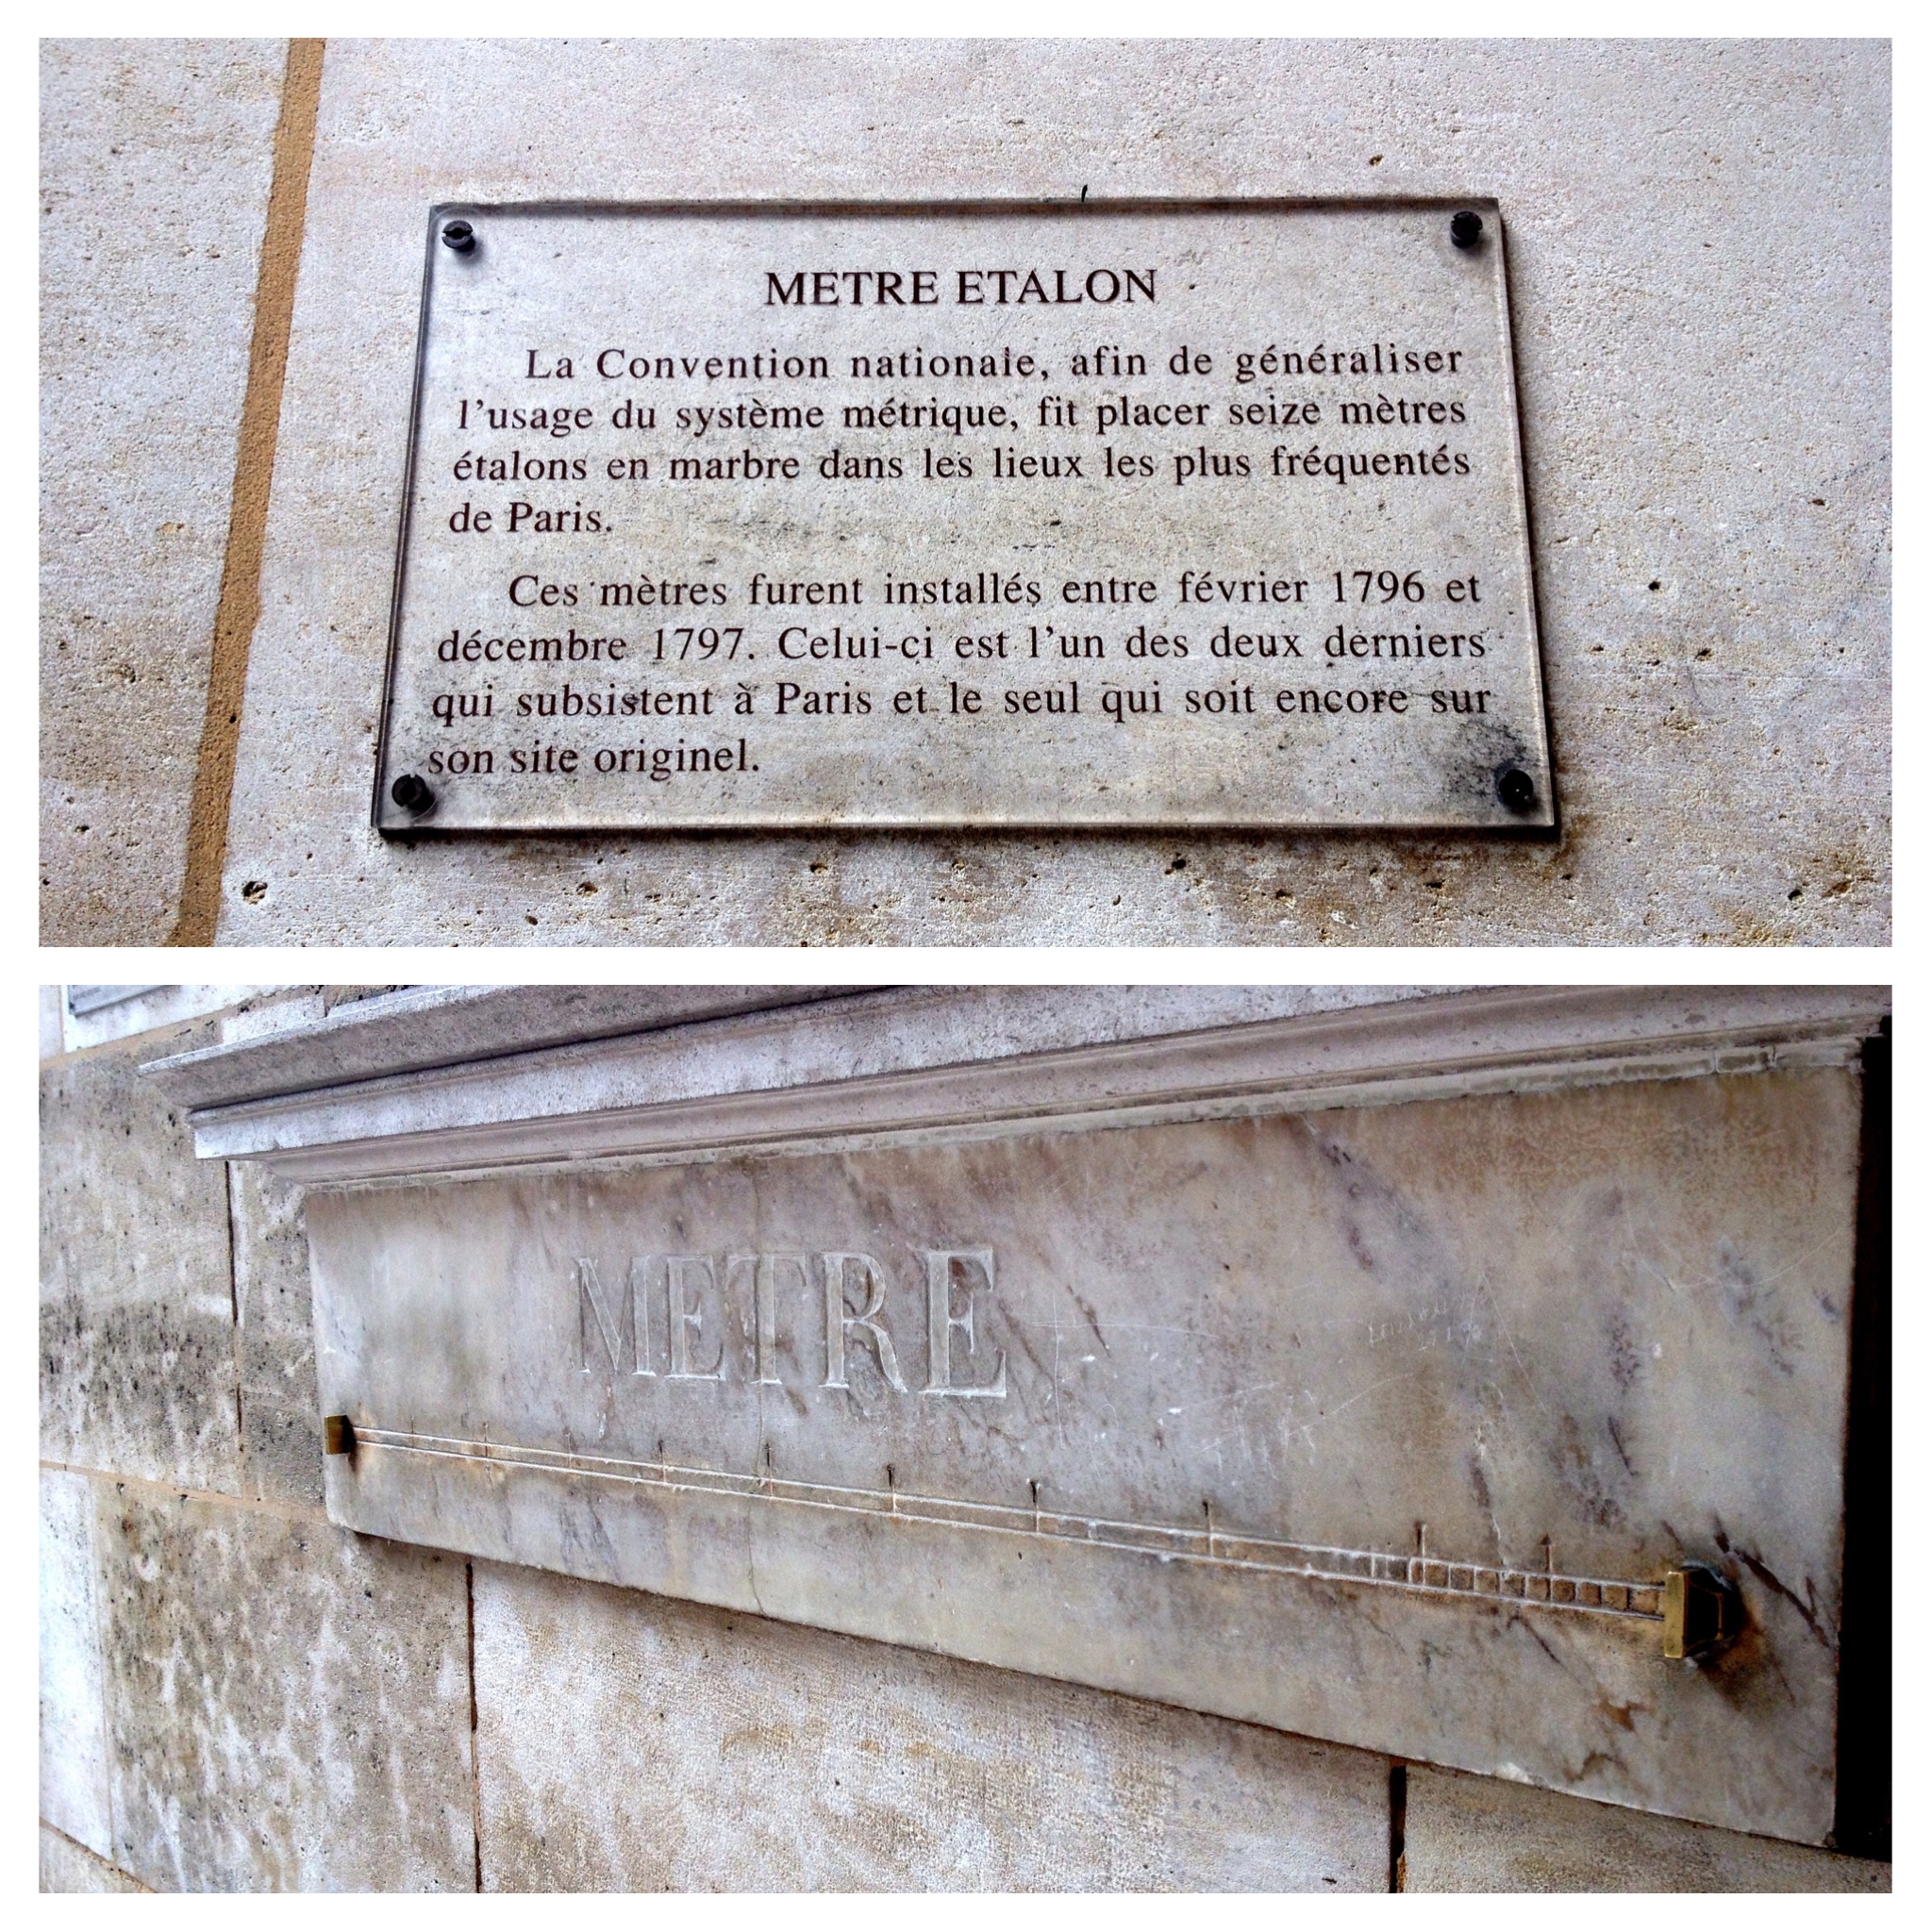 METRE ETALON
La Convention nationale, afin de généraliser
l'usage du système métrique, fit placer seize mètres
étalons en marbre dans les lieux les plus fréquentés
de Paris.
Ces mètres furent installés entre février 1796 et
décembre 1797. Celui-ci est l'un des deux derniers
qui subsistent à Paris et le seul qui soit encore sur
son site originel.
METRE